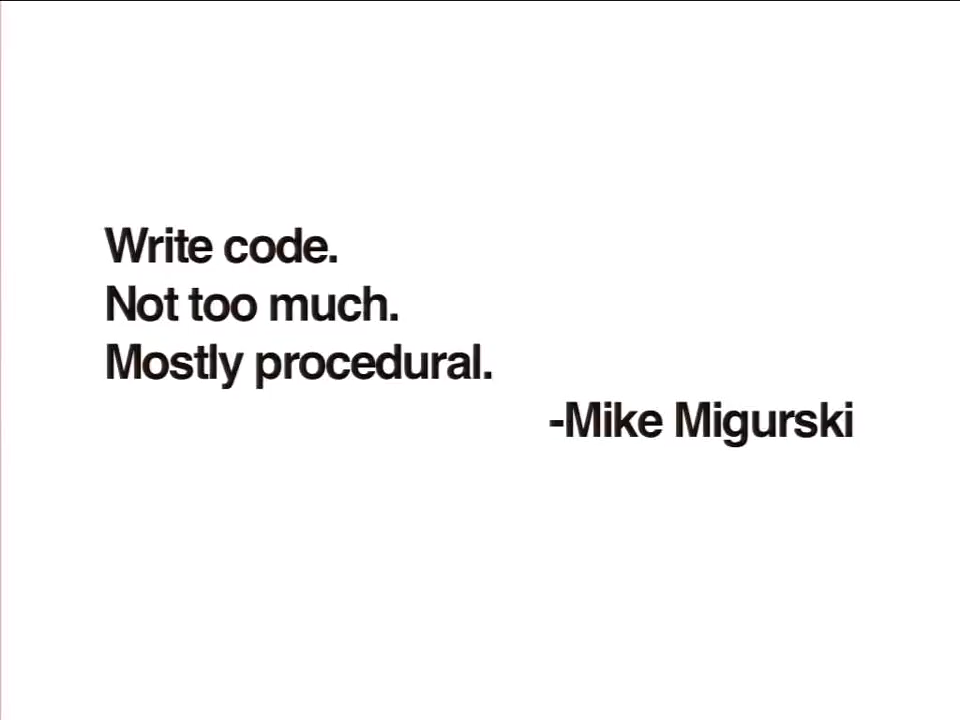 Write code.
Not too much.
Mostly procedural.
-Mike Migurski